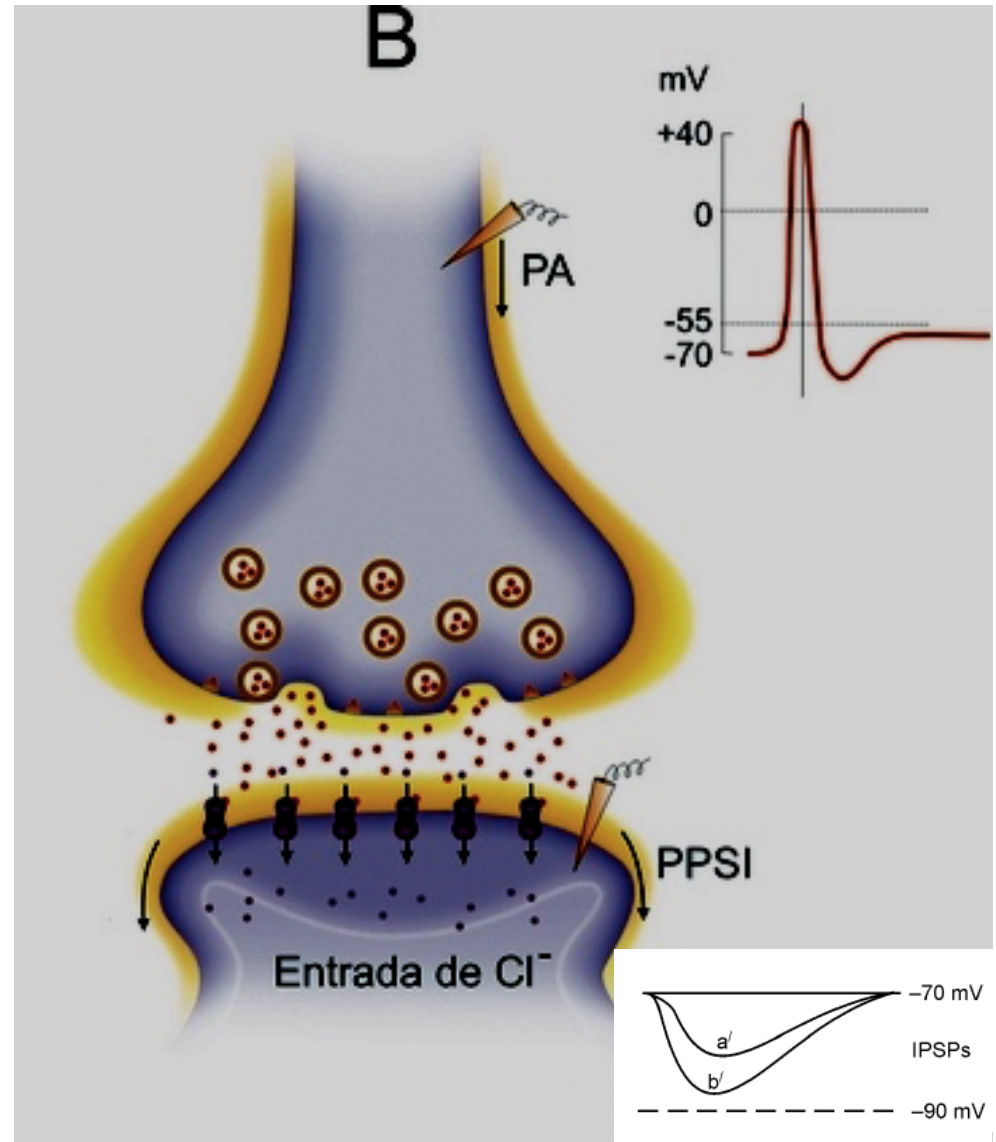 B
mV
+40
0
-55
-70
PA
PPSI
Entrada de Cl⁻
–70 mV
a/
IPSPs
b/
–90 mV